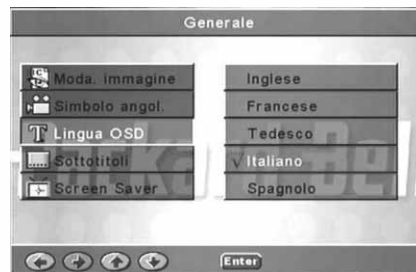 Generale
Moda. immagine
Simbolo angol.
Lingua OSD
Sottotitoli
Screen Saver
Inglese
Francese
Tedesco
√ Italiano
Spagnolo
Enter